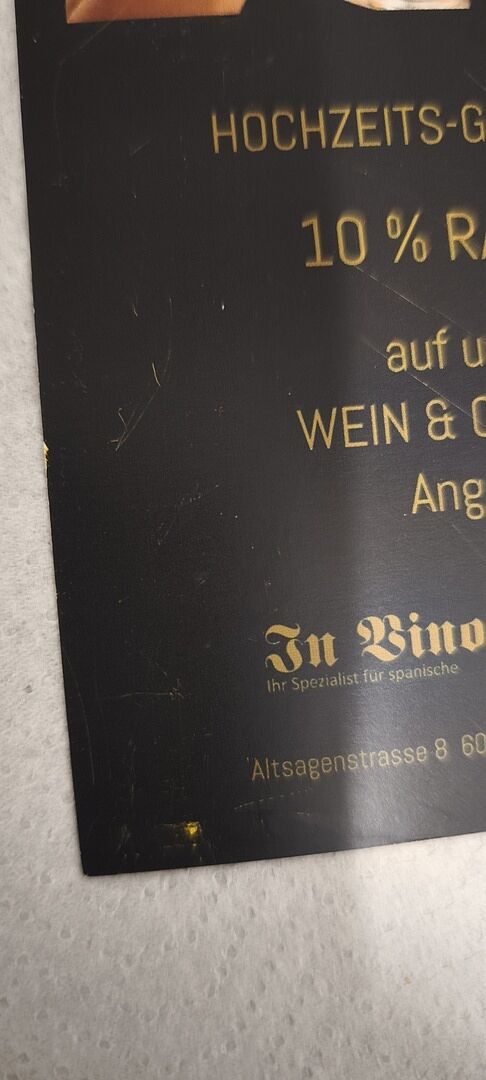 HOCHZEITS-G
10 % RA
auf u
WEIN &
Ang
In Vino
Ihr Spezialist für spanische
Altsagenstrasse 8 60